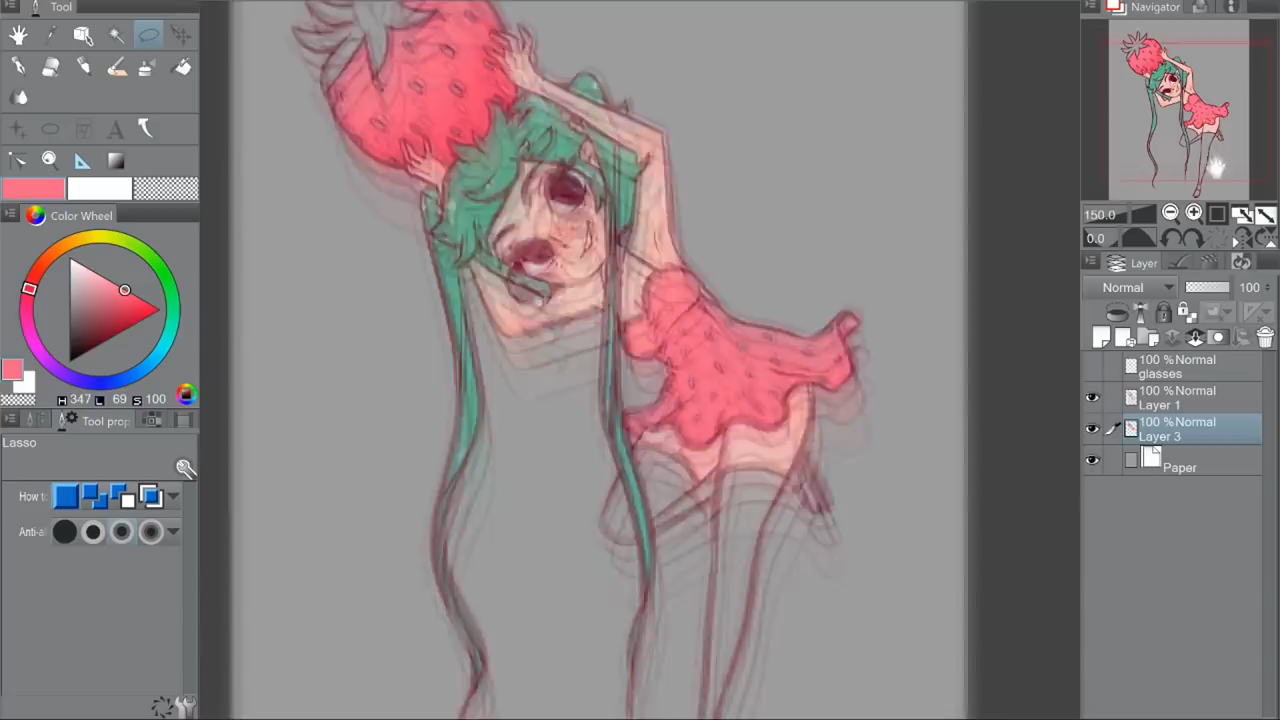 Tool
Navigator
150.0
0.0
Color Wheel
H 347 L 69 S 100
Layer
Normal 100
100 %Normal
glasses
100 %Normal
Layer 1
100 %Normal
Layer 3
Paper
Tool prop
Lasso
How t
Anti-a